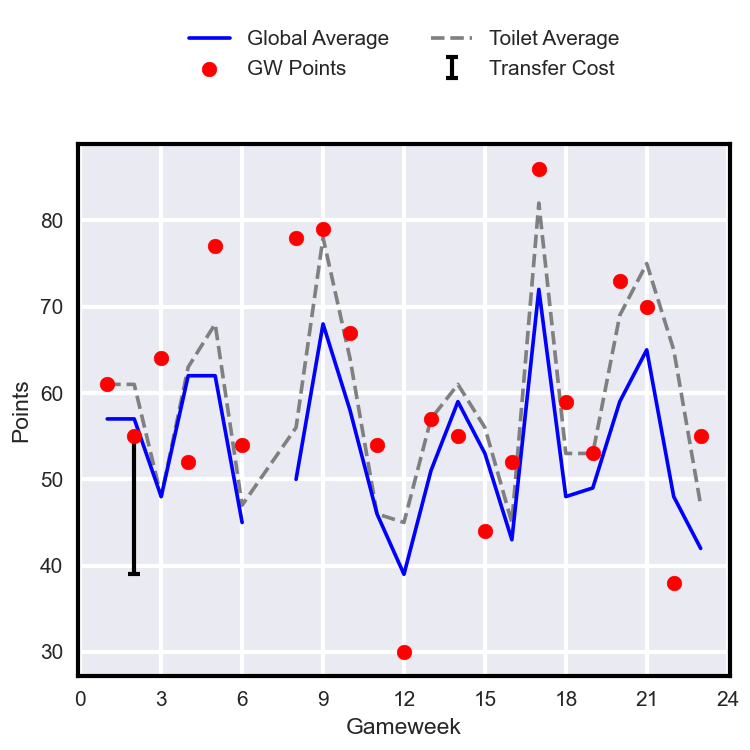 Global Average
Toilet Average
GW Points
Transfer Cost
80
70
60
50
40
30
Points
0 3 6 9 12 15 18 21 24
Gameweek